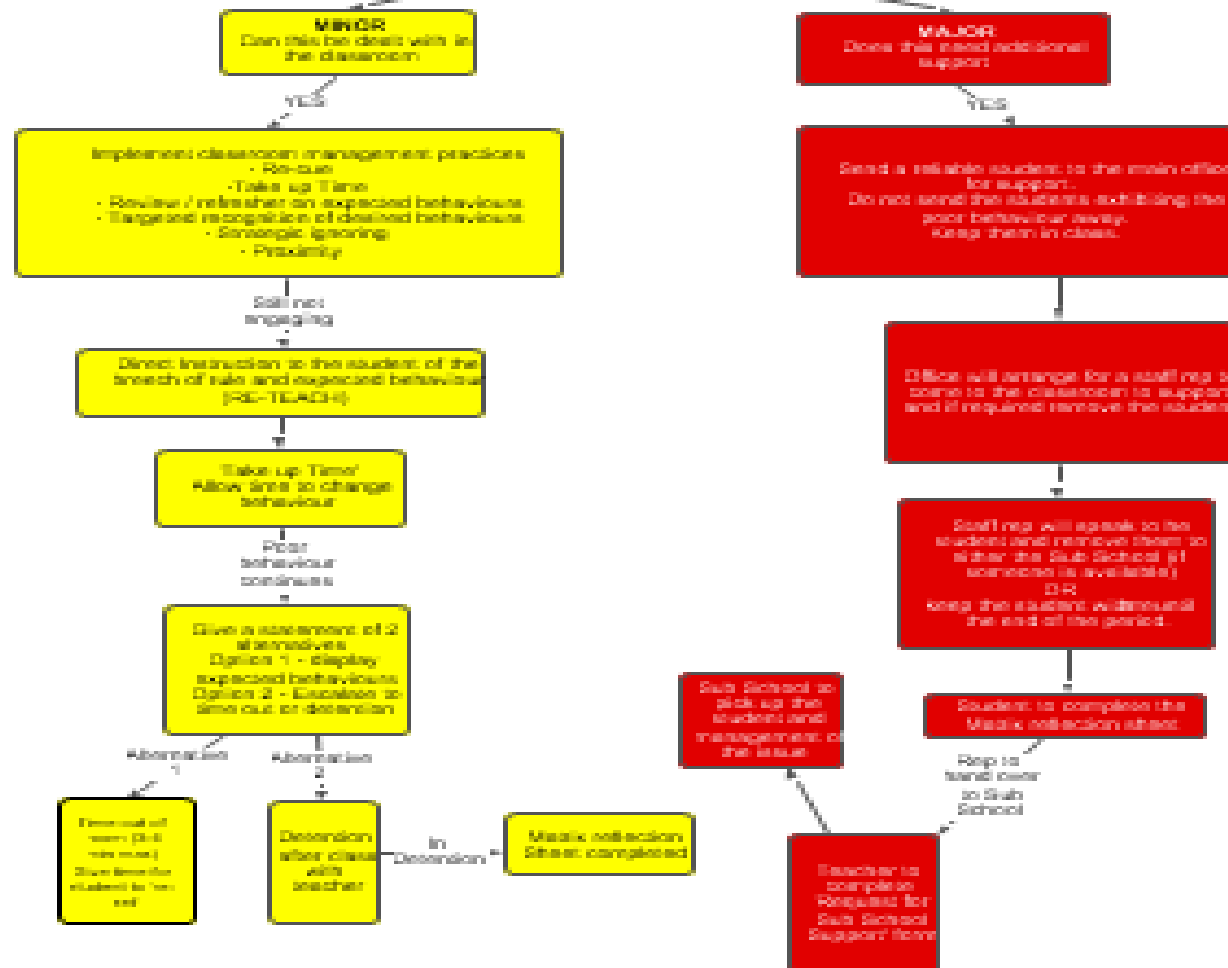 MINOR
Can this be dealt with in
the classroom
YES
Implement classroom management practices
- Re-cue
-Take up Time
- Review / refresher on expected behaviours
- Targeted recognition of desired behaviours
- Strategic ignoring
- Proximity
Still not
engaging
Direct Instruction to the student of the
breach of rule and expected behaviour
(RE-TEACH)
'Take up Time'
Allow time to change
behaviour
Poor
behaviour
continues
Give a statement of 2
alternatives
Option 1 - display
expected behaviours
Option 2 - Escalate to
time out or detention
Alternative
1
Alternative
2
Time out of
room
Give time for
student to
Detention
after class
with
teacher
In
Detention
reflection
Sheet completed
MAJOR
Does this need additional
support
YES
Send a reliable student to the main office
for support.
Do not send the students exhibiting the
poor behaviour away.
Keep them in class.
Office will arrange for a staff rep to
come to the classroom to support
and if required remove the student
Staff rep will speak to the
student and remove them to
either the Sub School (if
someone is available)
OR
keep the student until
the end of the period.
Student to complete the
reflection sheet
Rep to
hand over
to Sub
School
Teacher to
complete
'Request for
Sub School
Support' form
Sub School to
pick up the
student and
management of
the issue